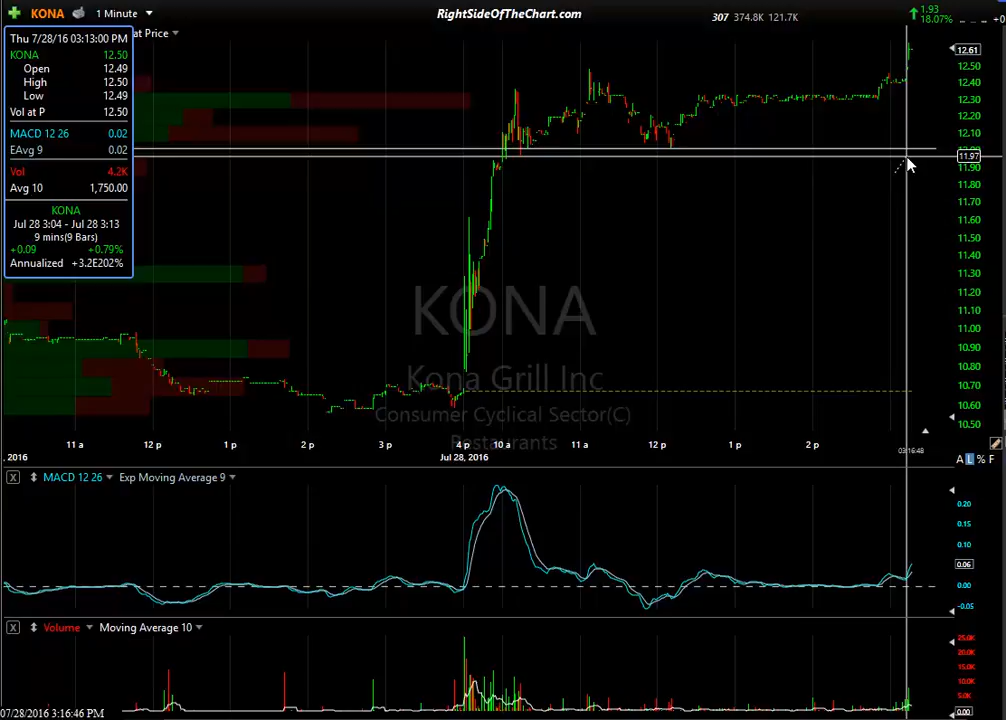 KONA 1 Minute
RightSideOfTheChart.com
307 374.8K 121.7K
1.93
18.07%
at Price
Thu 7/28/16 03:13:00 PM
KONA 12.50
Open 12.49
High 12.50
Low 12.49
Vol at P 12.50
MACD 12 26 0.02
EAvg 9 0.02
Vol 4.2K
Avg 10 1,750.00
KONA
Jul 28 3:04 - Jul 28 3:13
9 mins(9 Bars)
+0.09 +0.79%
Annualized +3.2E202%
KONA
Kona Grill Inc
Consumer Cyclical Sector(C)
Restaurants
12.61
12.50
12.40
12.30
12.20
12.10
11.97
11.90
11.80
11.70
11.60
11.50
11.40
11.30
11.20
11.10
11.00
10.90
10.80
10.70
10.60
10.50
11 a 12 p 1 p 2 p 3 p 4 p 10 a 11 a 12 p 1 p 2 p
, 2016 Jul 28, 2016
03:16:48
A L % F
X MACD 12 26 Exp Moving Average 9
0.20
0.15
0.10
0.06
0.00
-0.05
X Volume Moving Average 10
25.0K
20.0K
15.0K
10.0K
5.0K
0.00
07/28/2016 3:16:46 PM